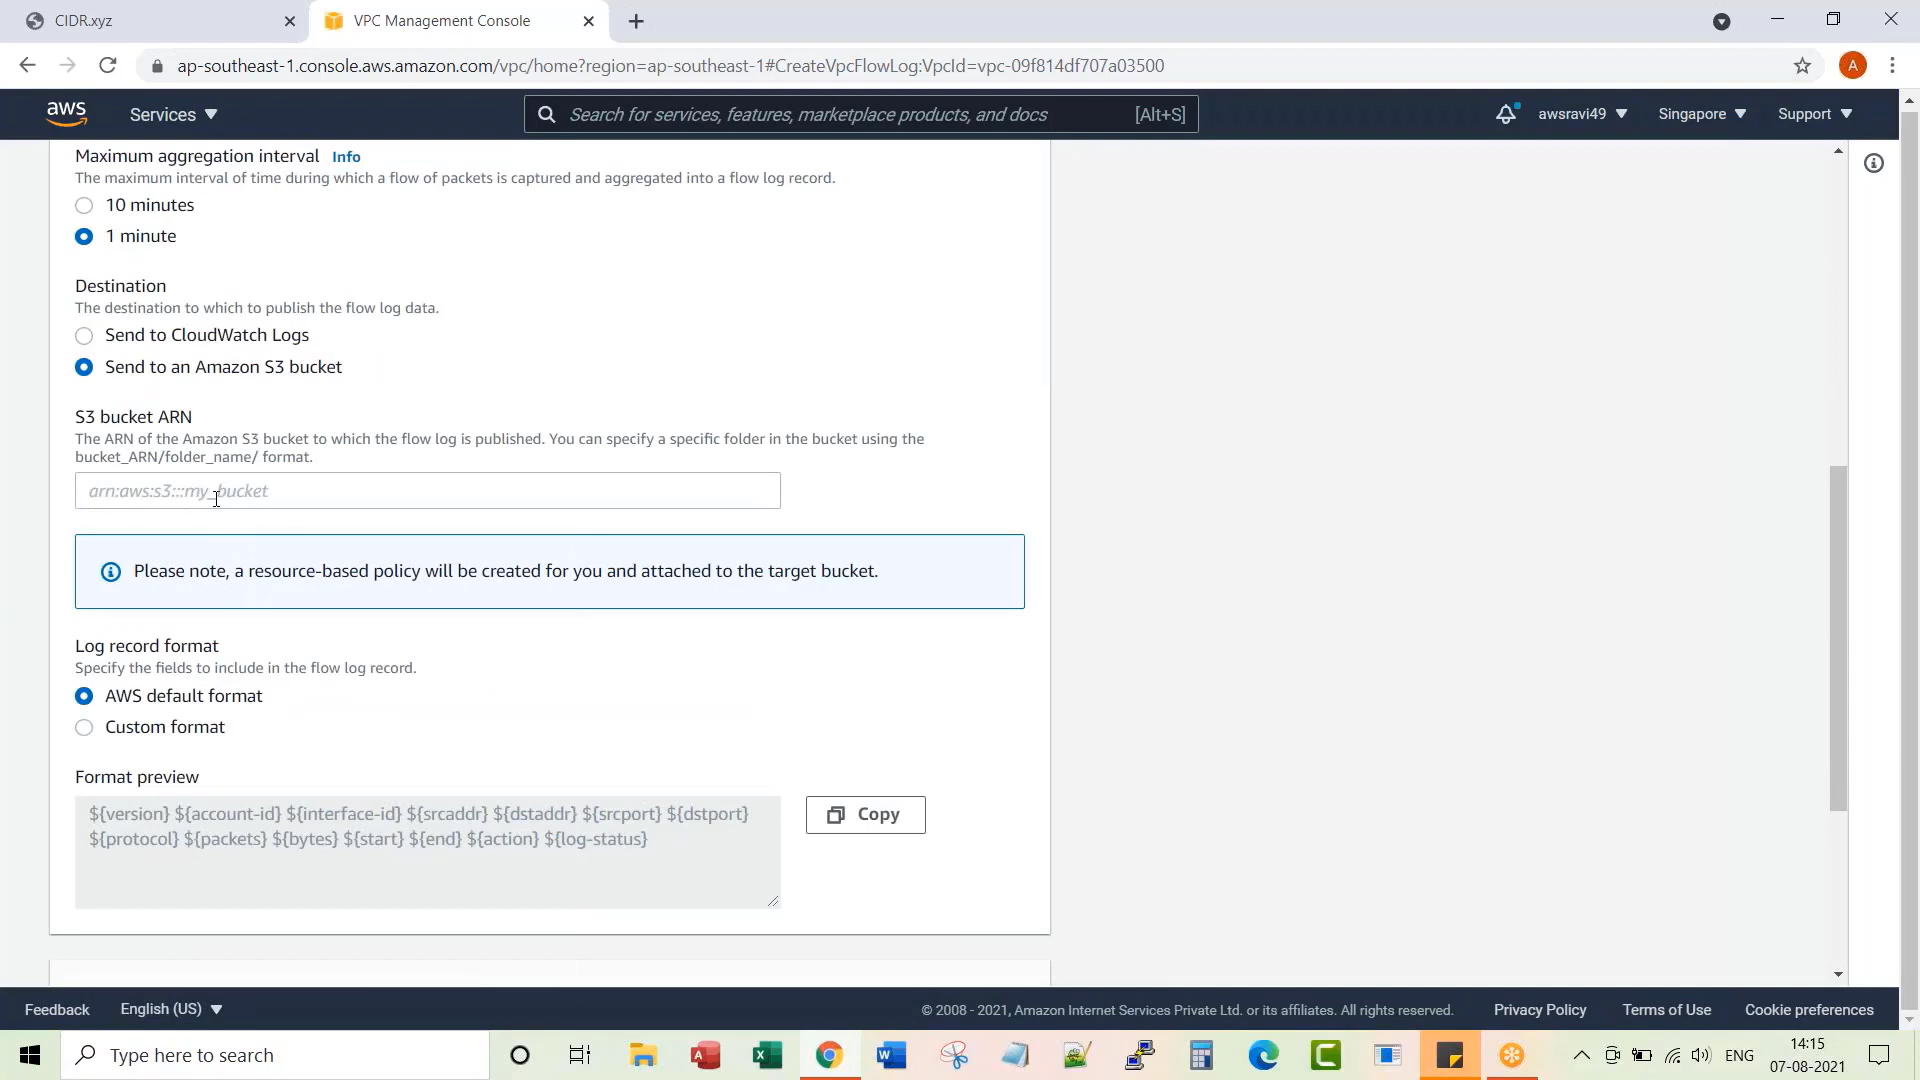 CIDR.xyz
VPC Management Console
ap-southeast-1.console.aws.amazon.com/vpc/home?region=ap-southeast-1#CreateVpcFlowLog:VpcId=vpc-09f814df707a03500
A
aws
Services
Search for services, features, marketplace products, and docs
[Alt+S]
awsravi49
Singapore
Support
Maximum aggregation interval Info
The maximum interval of time during which a flow of packets is captured and aggregated into a flow log record.
10 minutes
1 minute
Destination
The destination to which to publish the flow log data.
Send to CloudWatch Logs
Send to an Amazon S3 bucket
S3 bucket ARN
The ARN of the Amazon S3 bucket to which the flow log is published. You can specify a specific folder in the bucket using the
bucket_ARN/folder_name/ format.
arn:aws:s3:::my_bucket
Please note, a resource-based policy will be created for you and attached to the target bucket.
Log record format
Specify the fields to include in the flow log record.
AWS default format
Custom format
Format preview
${version} ${account-id} ${interface-id} ${srcaddr} ${dstaddr} ${srcport} ${dstport}
${protocol} ${packets} ${bytes} ${start} ${end} ${action} ${log-status}
Copy
Feedback
English (US)
© 2008 - 2021, Amazon Internet Services Private Ltd. or its affiliates. All rights reserved.
Privacy Policy
Terms of Use
Cookie preferences
Type here to search
ENG
14:15
07-08-2021